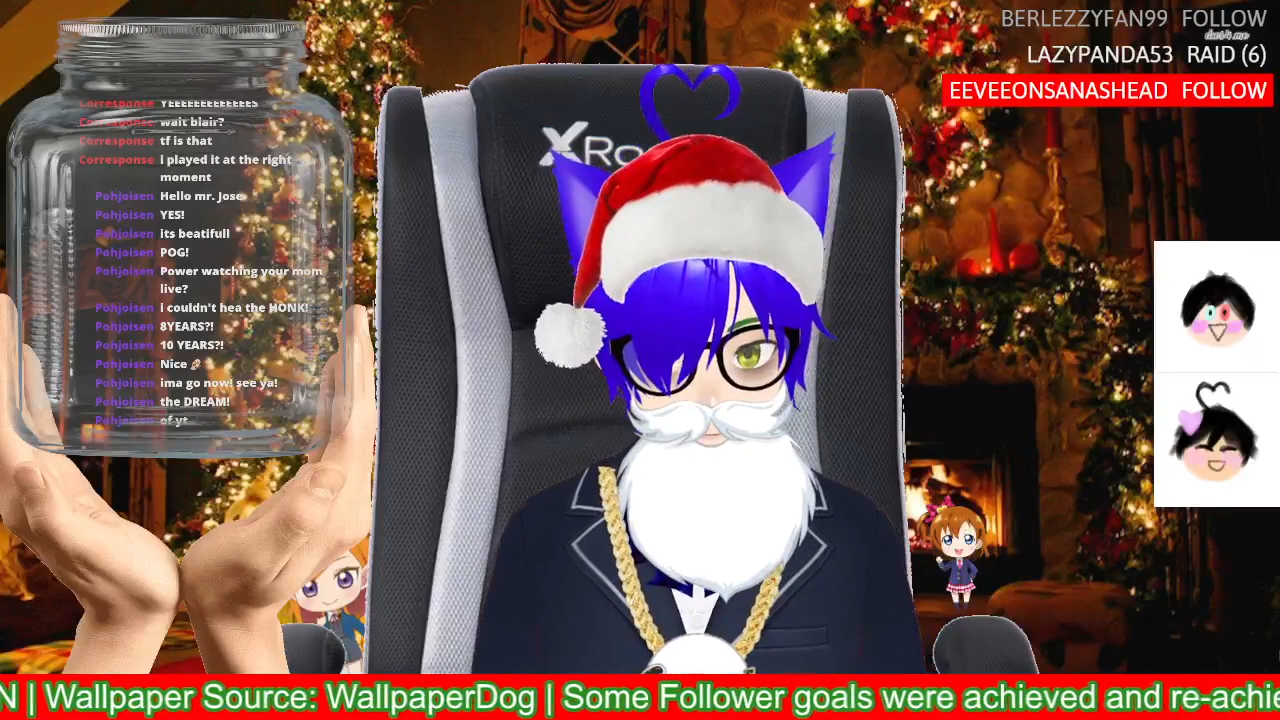 Corresponse YEEEEEEEEEEEES
Corresponse wait blair?
Corresponse tf is that
Corresponse i played it at the right
moment
Pohjoisen Hello mr. Jose
Pohjoisen YES!
Pohjoisen its beatifull
Pohjoisen POG!
Pohjoisen Power watching your mom
live?
Pohjoisen i couldn't hea the HONK!
Pohjoisen 8YEARS?!
Pohjoisen 10 YEARS?!
Pohjoisen Nice
Pohjoisen ima go now! see ya!
Pohjoisen the DREAM!
Pohjoisen of yt
XRo
BERLEZZYFAN99 FOLLOW
LAZYPANDA53 RAID (6)
EEVEEONSANASHEAD FOLLOW
N | Wallpaper Source: WallpaperDog | Some Follower goals were achieved and re-achie